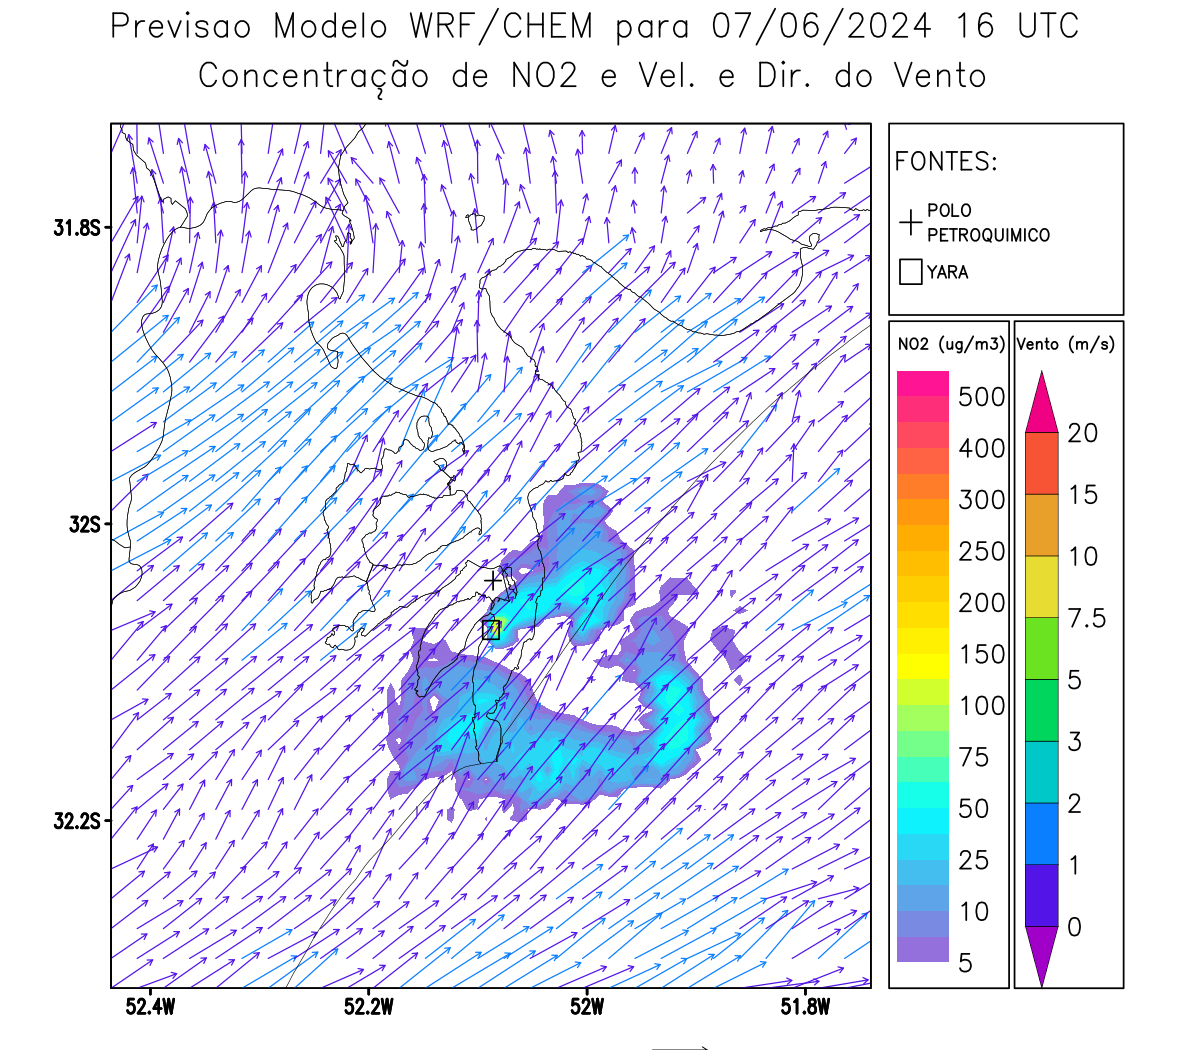 Previsao Modelo WRF/CHEM para 07/06/2024 16 UTC
Concentração de NO2 e Vel. e Dir. do Vento
FONTES:
POLO
PETROQUIMICO
YARA
NO2 (ug/m3)
500
400
300
250
200
150
100
75
50
25
10
5
Vento (m/s)
20
15
10
7.5
5
3
2
1
0
31.8S
32S
32.2S
52.4W
52.2W
52W
51.8W